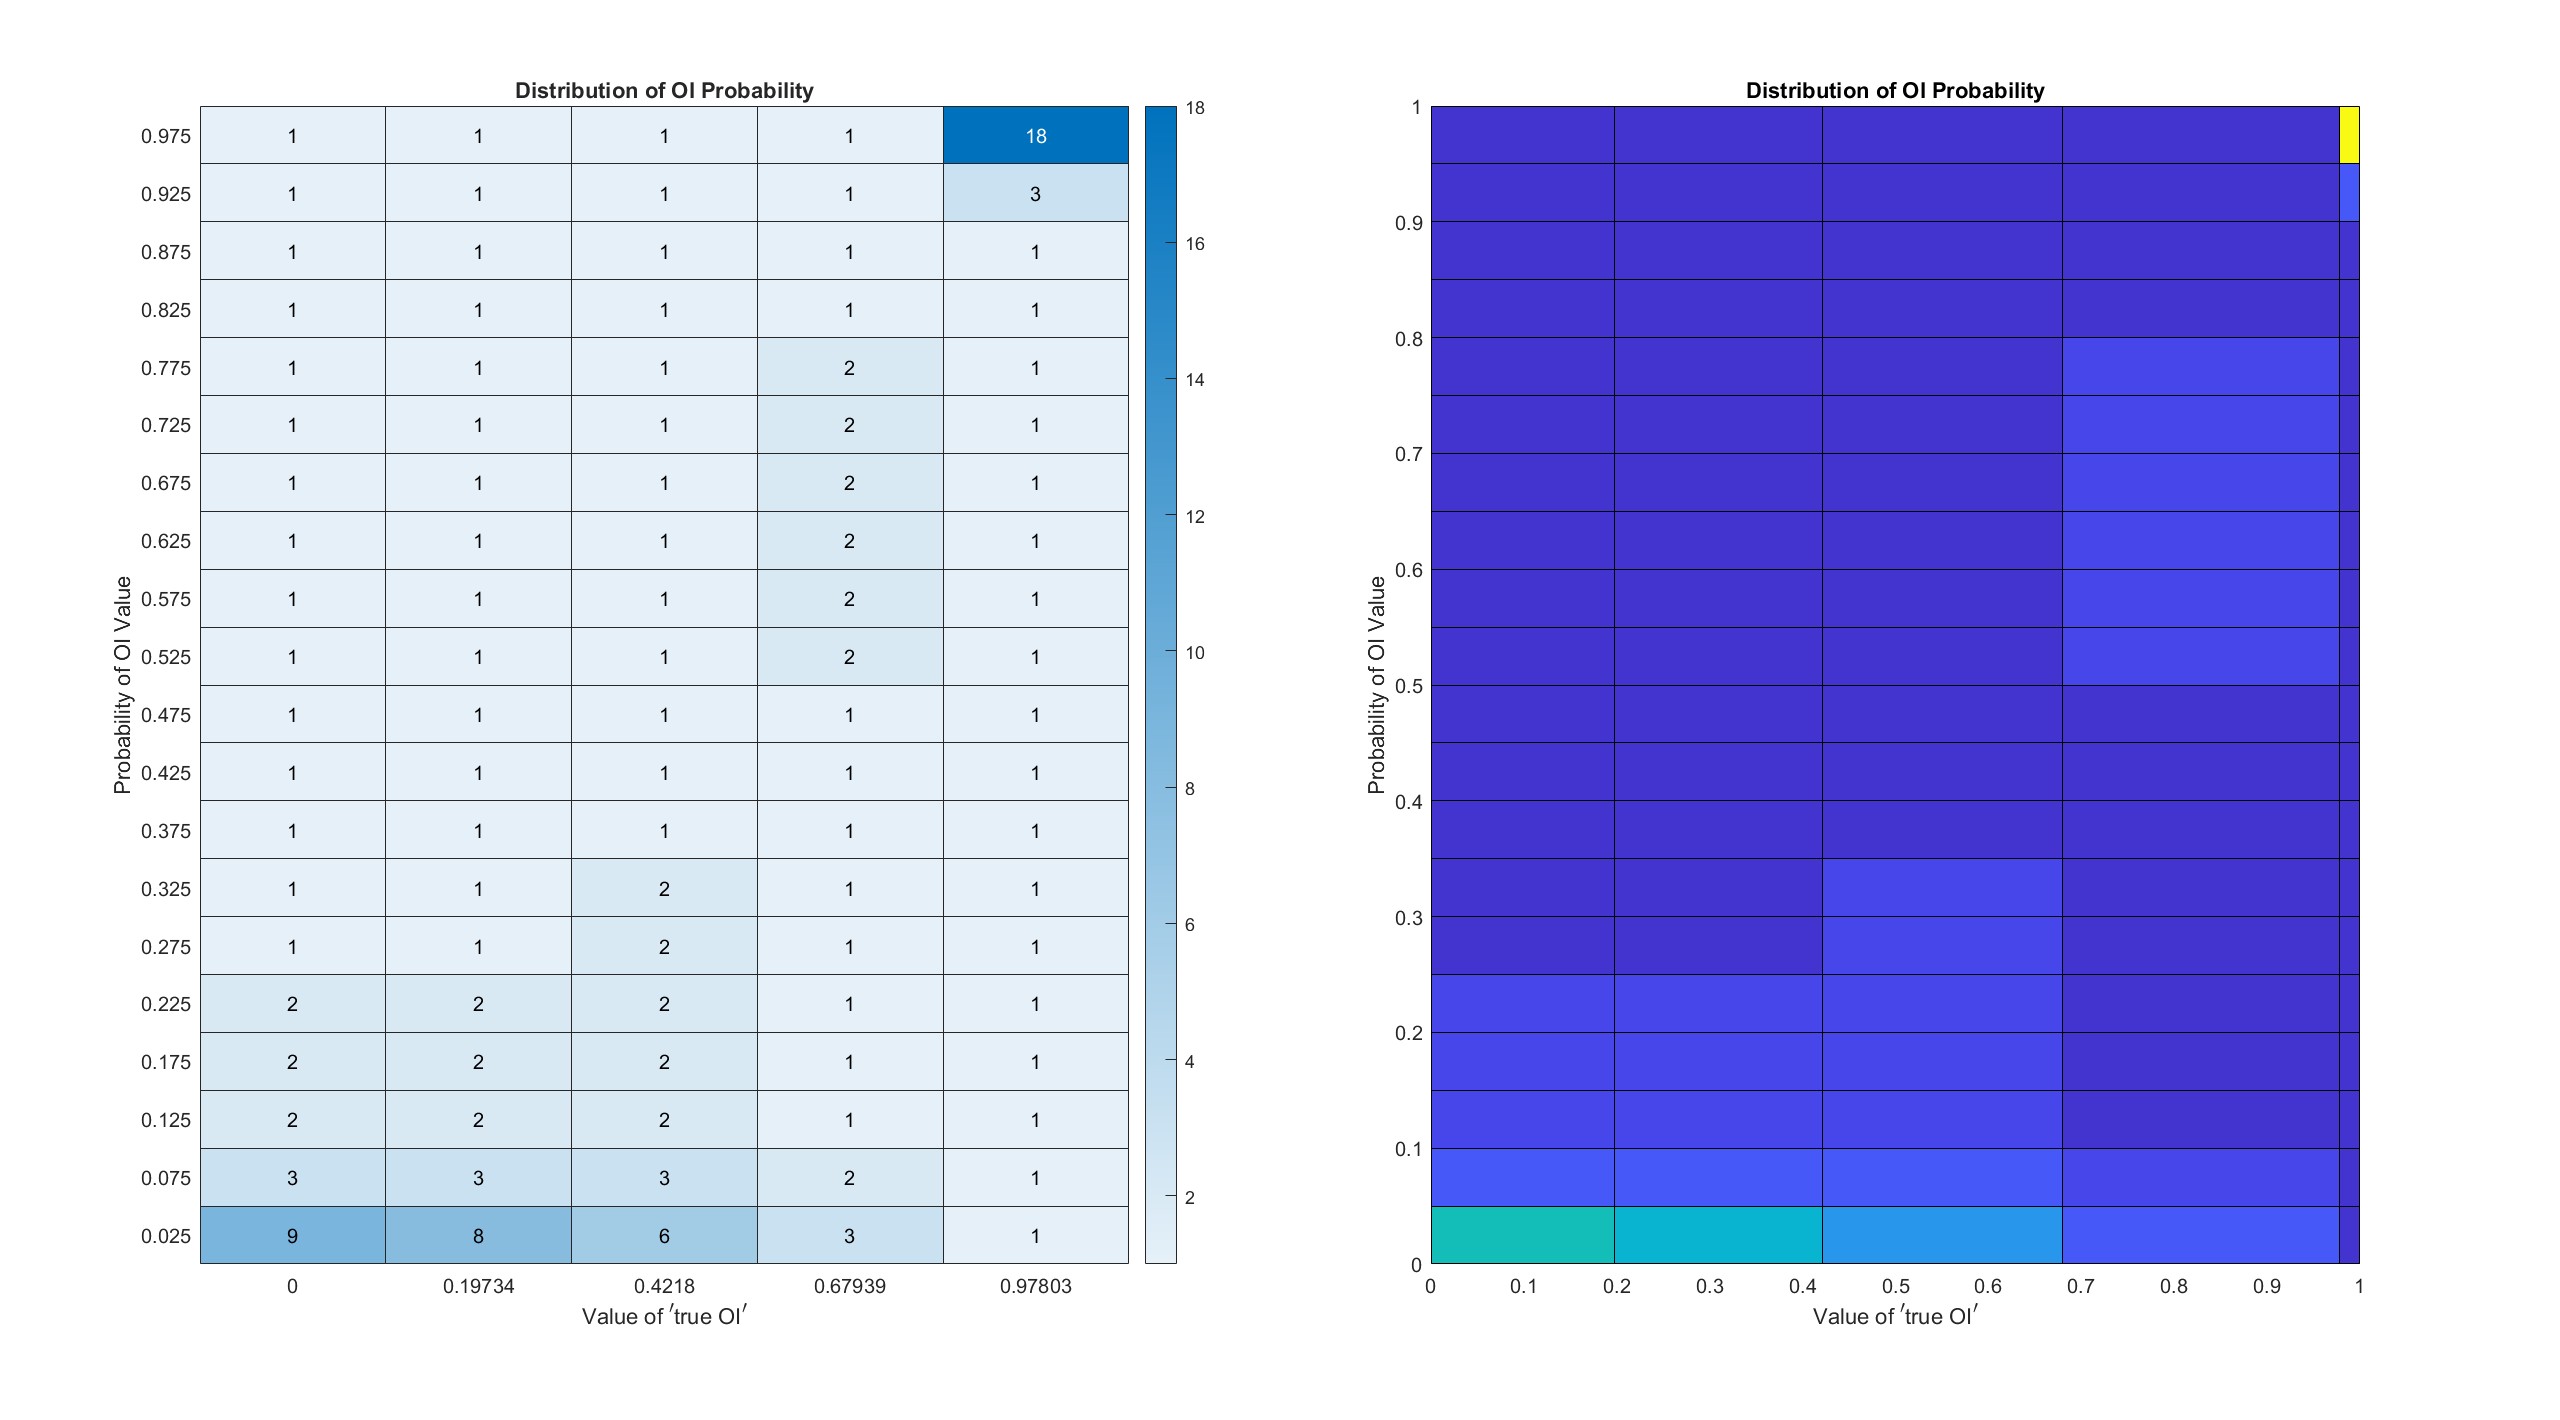 Distribution of OI Probability
0.975 1 1 1 1 18
0.925 1 1 1 1 3
0.875 1 1 1 1 1
0.825 1 1 1 1 1
0.775 1 1 1 2 1
0.725 1 1 1 2 1
0.675 1 1 1 2 1
0.625 1 1 1 2 1
0.575 1 1 1 2 1
0.525 1 1 1 2 1
0.475 1 1 1 1 1
0.425 1 1 1 1 1
0.375 1 1 1 1 1
0.325 1 1 2 1 1
0.275 1 1 2 1 1
0.225 2 2 2 1 1
0.175 2 2 2 1 1
0.125 2 2 2 1 1
0.075 3 3 3 2 1
0.025 9 8 6 3 1
0 0.19734 0.4218 0.67939 0.97803
Value of 'true OI'
Probability of OI Value
18
16
14
12
10
8
6
4
2
Distribution of OI Probability
1
0.9
0.8
0.7
0.6
0.5
0.4
0.3
0.2
0.1
0
0 0.1 0.2 0.3 0.4 0.5 0.6 0.7 0.8 0.9 1
Value of 'true OI'
Probability of OI Value